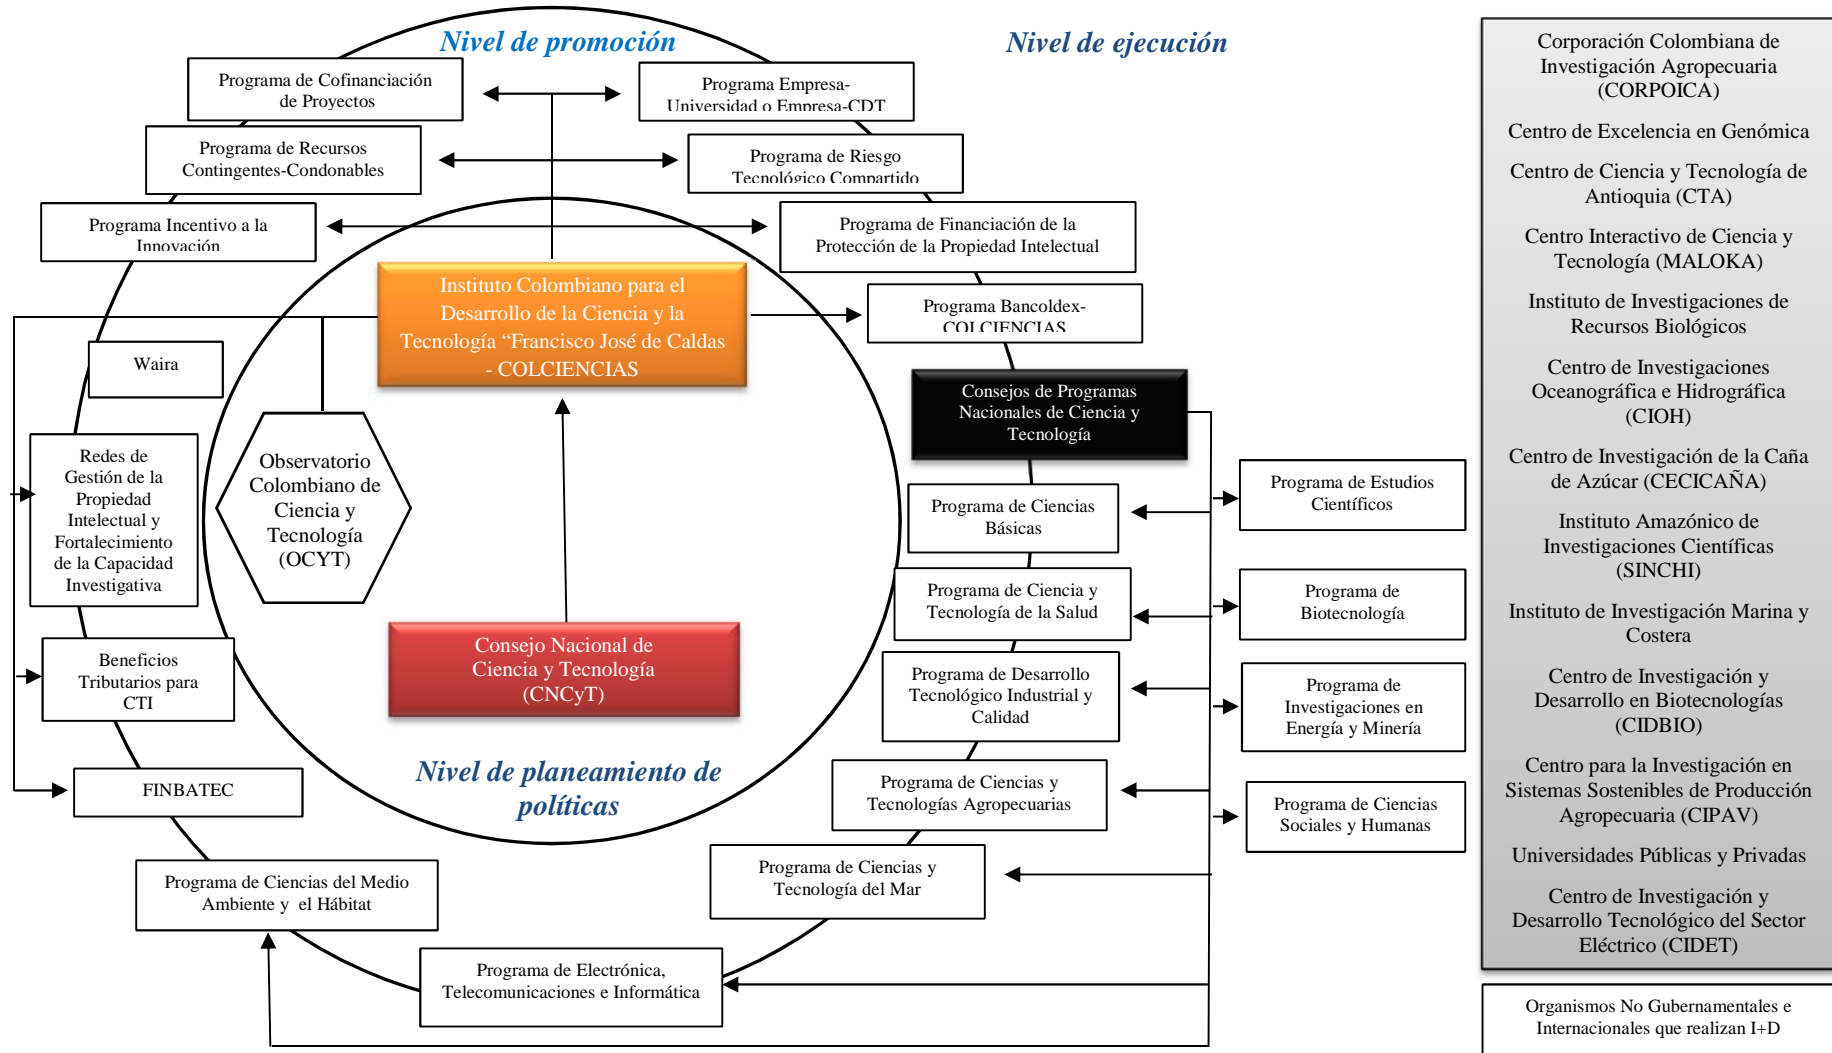 Nivel de promoción
Nivel de ejecución
Programa de Cofinanciación
de Proyectos
Programa Empresa-
Universidad o Empresa-CDT
Programa de Recursos
Contingentes-Condonables
Programa de Riesgo
Tecnológico Compartido
Programa Incentivo a la
Innovación
Programa de Financiación de la
Protección de la Propiedad Intelectual
Instituto Colombiano para el
Desarrollo de la Ciencia y la
Tecnología “Francisco José de Caldas
- COLCIENCIAS
Programa Bancoldex-
COLCIENCIAS
Waira
Consejos de Programas
Nacionales de Ciencia y
Tecnología
Redes de
Gestión de la
Propiedad
Intelectual y
Fortalecimiento
de la Capacidad
Investigativa
Observatorio
Colombiano de
Ciencia y
Tecnología
(OCYT)
Programa de Ciencias
Básicas
Programa de Estudios
Científicos
Programa de Ciencia y
Tecnología de la Salud
Programa de
Biotecnología
Beneficios
Tributarios para
CTI
Consejo Nacional de
Ciencia y Tecnología
(CNCyT)
Programa de Desarrollo
Tecnológico Industrial y
Calidad
Programa de
Investigaciones en
Energía y Minería
FINBATEC
Nivel de planeamiento de
políticas
Programa de Ciencias y
Tecnologías Agropecuarias
Programa de Ciencias
Sociales y Humanas
Programa de Ciencias del Medio
Ambiente y  el Hábitat
Programa de Ciencias y
Tecnología del Mar
Programa de Electrónica,
Telecomunicaciones e Informática
Corporación Colombiana de
Investigación Agropecuaria
(CORPOICA)
Centro de Excelencia en Genómica
Centro de Ciencia y Tecnología de
Antioquia (CTA)
Centro Interactivo de Ciencia y
Tecnología (MALOKA)
Instituto de Investigaciones de
Recursos Biológicos
Centro de Investigaciones
Oceanográfica e Hidrográfica
(CIOH)
Centro de Investigación de la Caña
de Azúcar (CECICAÑA)
Instituto Amazónico de
Investigaciones Científicas
(SINCHI)
Instituto de Investigación Marina y
Costera
Centro de Investigación y
Desarrollo en Biotecnologías
(CIDBIO)
Centro para la Investigación en
Sistemas Sostenibles de Producción
Agropecuaria (CIPAV)
Universidades Públicas y Privadas
Centro de Investigación y
Desarrollo Tecnológico del Sector
Eléctrico (CIDET)
Organismos No Gubernamentales e
Internacionales que realizan I+D